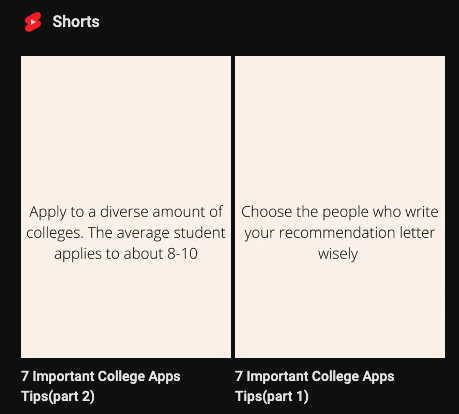 Shorts
Apply to a diverse amount of
colleges. The average student
applies to about 8-10
Choose the people who write
your recommendation letter
wisely
7 Important College Apps
Tips(part 2)
7 Important College Apps
Tips(part 1)